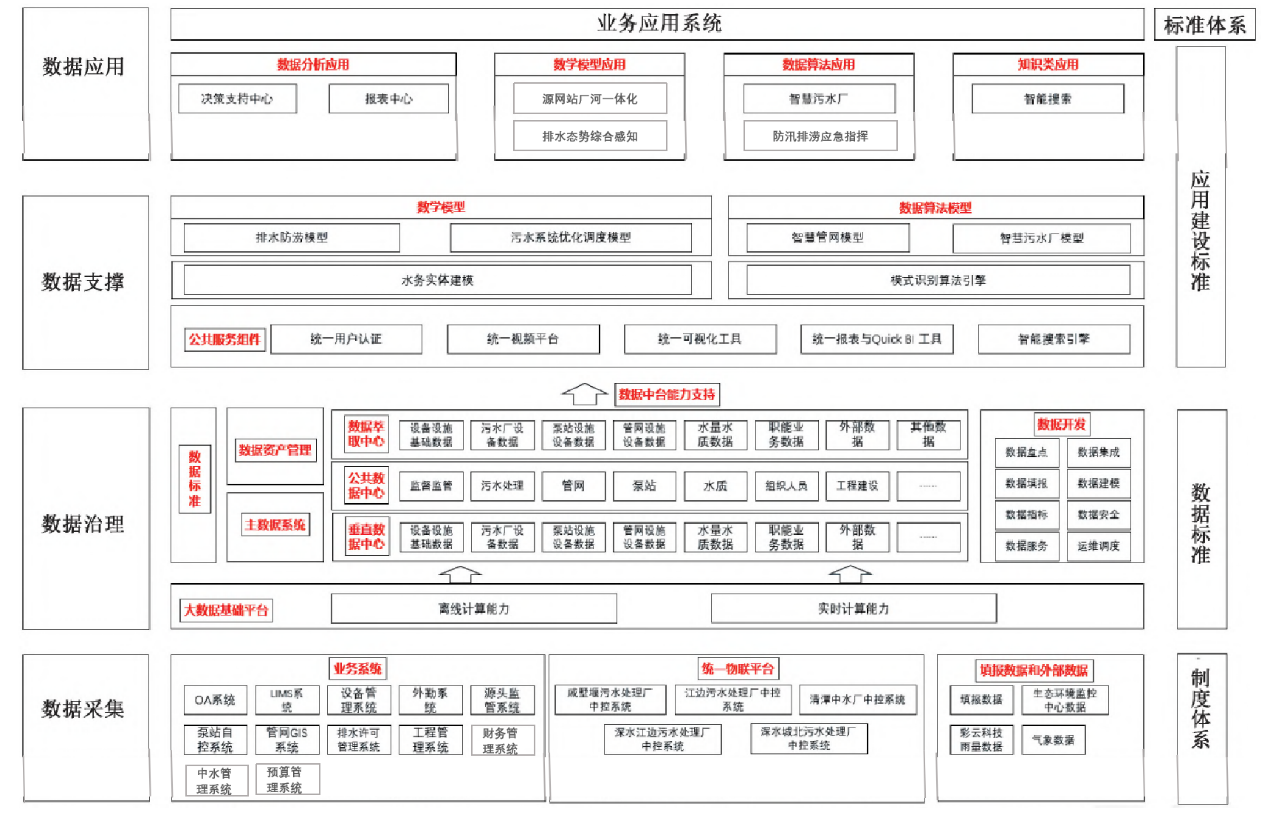 业务应用系统
标准体系
数据应用
数据分析应用
决策支持中心
报表中心
数学模型应用
源网站厂河一体化
排水态势综合感知
数据算法应用
智慧污水厂
防汛排涝应急指挥
知识类应用
智能搜索
应用建设标准
数据支撑
数学模型
排水防涝模型
污水系统优化调度模型
水务实体建模
数据算法模型
智慧管网模型
智慧污水厂模型
模式识别算法引擎
公共服务组件
统一用户认证
统一视频平台
统一可视化工具
统一报表与Quick BI 工具
智能搜索引擎
数据中台能力支持
数据治理
数据标准
数据资产管理
主数据系统
数据萃
取中心
设备设施
基础数据
污水厂设
备数据
泵站设施
设备数据
管网设施
设备数据
水量水
质数据
职能业
务数据
外部数
据
其他数
据
公共数
据中心
监督监管
污水处理
管网
泵站
水质
组织人员
工程建设
......
垂直数
据中心
设备设施
基础数据
污水厂设
备数据
泵站设施
设备数据
管网设施
设备数据
水量水
质数据
职能业
务数据
外部数
据
......
数据开发
数据盘点
数据集成
数据填报
数据建模
数据指标
数据安全
数据服务
运维调度
大数据基础平台
离线计算能力
实时计算能力
数据标准
数据采集
业务系统
OA系统
LIMS系
统
设备管
理系统
外勤系
统
源头监
管系统
泵站自
控系统
管网GIS
系统
排水许可
管理系统
工程管
理系统
财务管
理系统
中水管
理系统
预算管
理系统
统一物联平台
戚墅堰污水处理厂
中控系统
江边污水处理厂中控
系统
清潭中水厂中控系统
深水江边污水处理厂
中控系统
深水城北污水处理厂
中控系统
填报数据和外部数据
填报数据
生态环境监控
中心数据
彩云科技
雨量数据
气象数据
制度体系